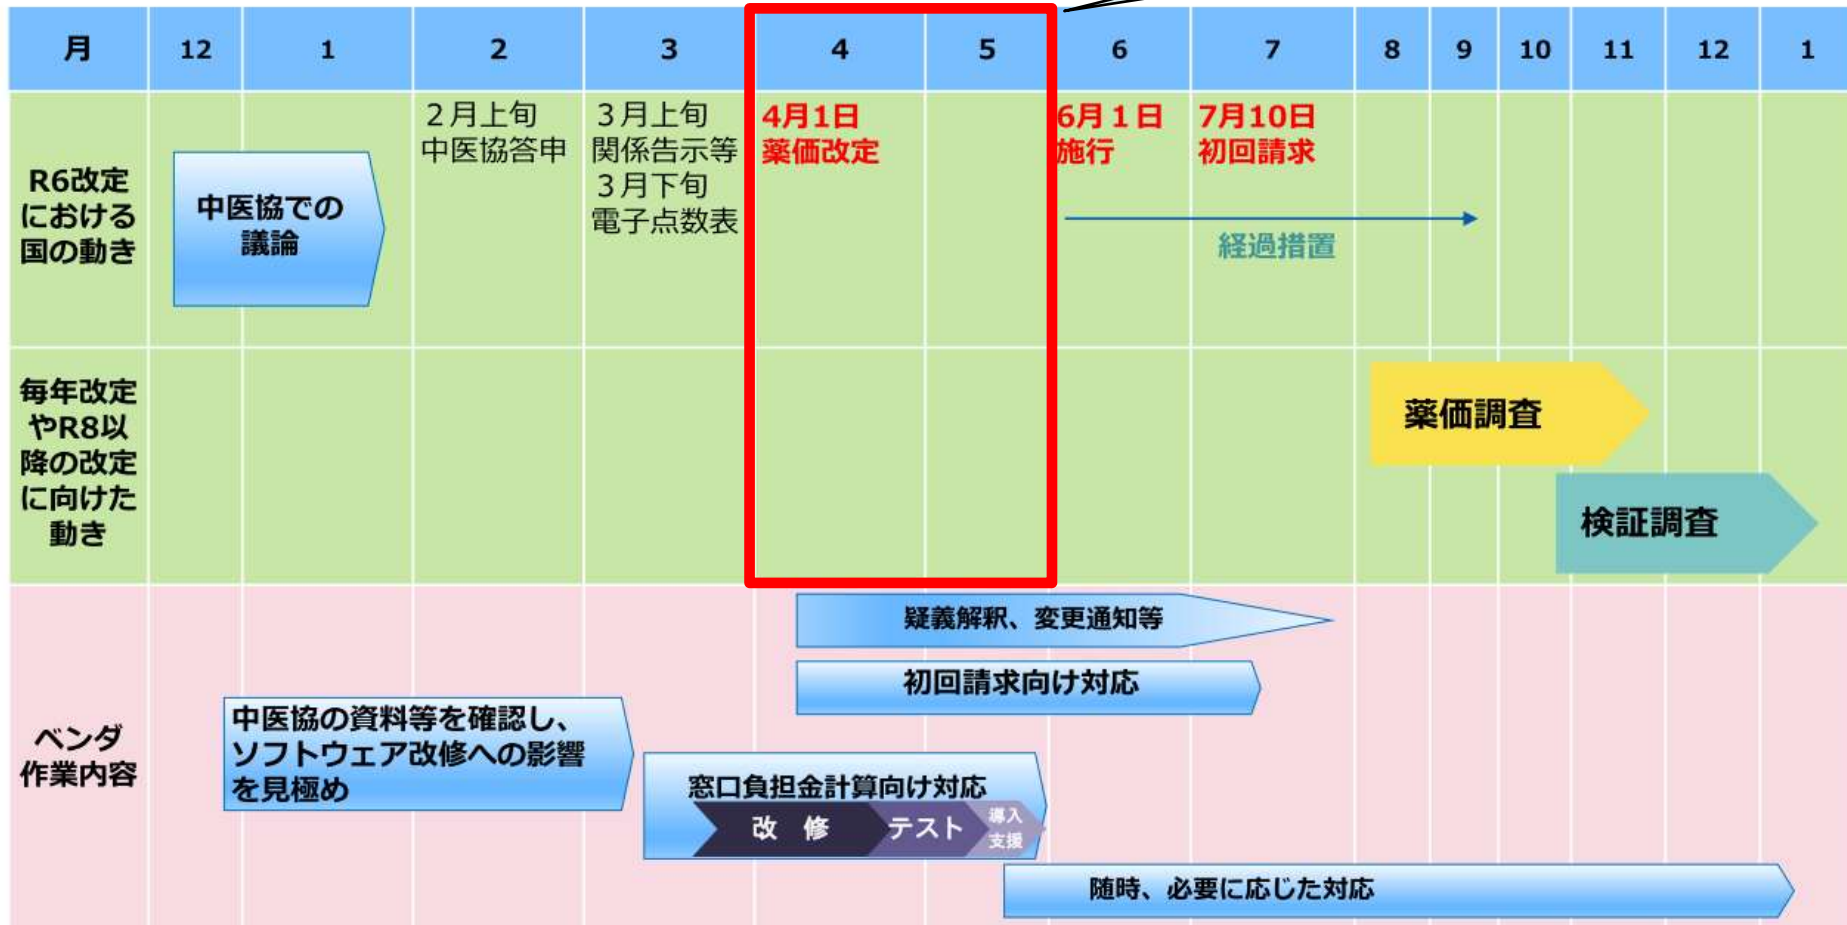 月 12 1 2 3 4 5 6 7 8 9 10 11 12 1
R6改定
における
国の動き
中医協での
議論
２月上旬
中医協答申
３月上旬
関係告示等
３月下旬
電子点数表
4月1日
薬価改定
6月１日
施行
7月10日
初回請求
経過措置
毎年改定
やR8以
降の改定
に向けた
動き
薬価調査
検証調査
ベンダ
作業内容
疑義解釈、変更通知等
初回請求向け対応
中医協の資料等を確認し、
ソフトウェア改修への影響
を見極め
窓口負担金計算向け対応
改　修
テスト
導入
支援
随時、必要に応じた対応